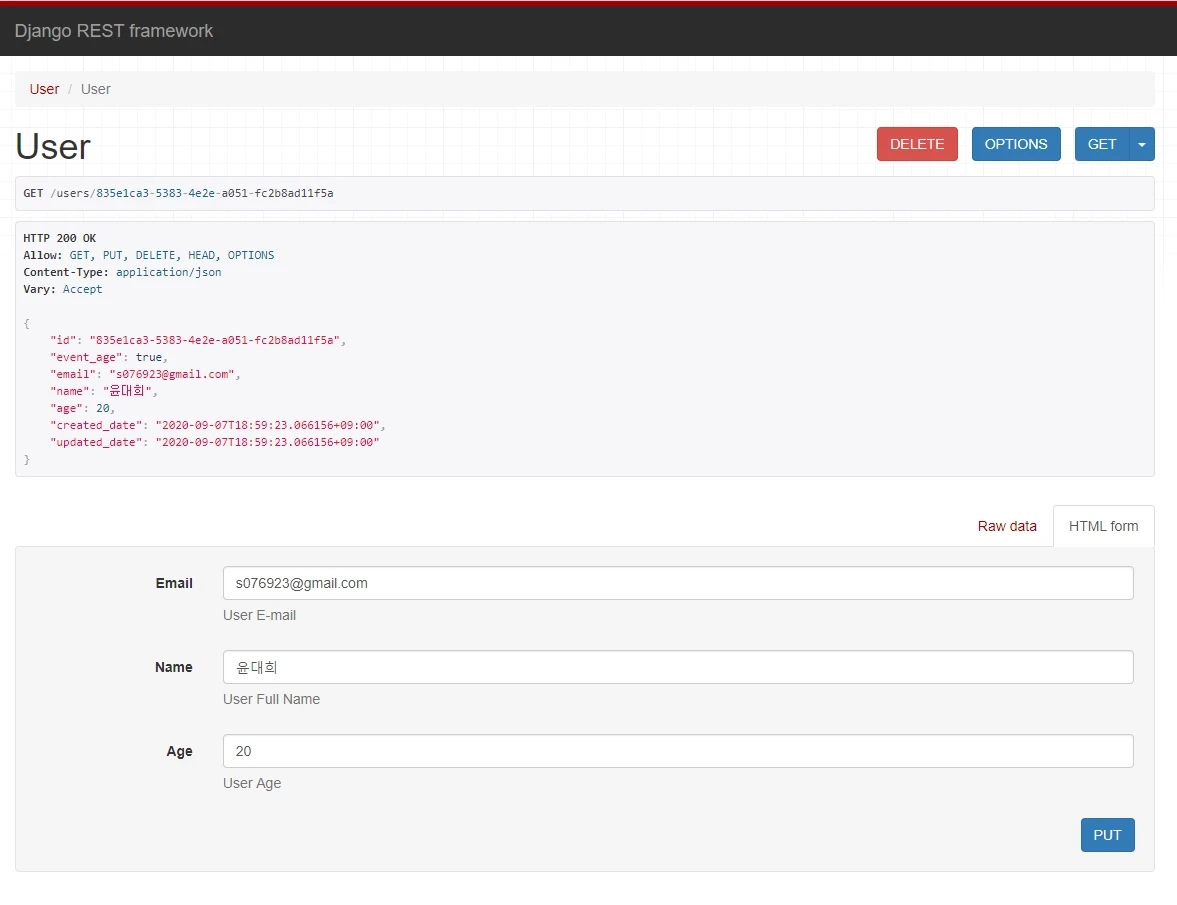 Django REST framework
User / User
User
DELETE
OPTIONS
GET
GET /users/835e1ca3-5383-4e2e-a051-fc2b8ad11f5a
HTTP 200 OK
Allow: GET, PUT, DELETE, HEAD, OPTIONS
Content-Type: application/json
Vary: Accept
{
    "id": "835e1ca3-5383-4e2e-a051-fc2b8ad11f5a",
    "event_age": true,
    "email": "s076923@gmail.com",
    "name": "윤대희",
    "age": 20,
    "created_date": "2020-09-07T18:59:23.066156+09:00",
    "updated_date": "2020-09-07T18:59:23.066156+09:00"
}
Raw data
HTML form
Email
s076923@gmail.com
User E-mail
Name
윤대희
User Full Name
Age
20
User Age
PUT